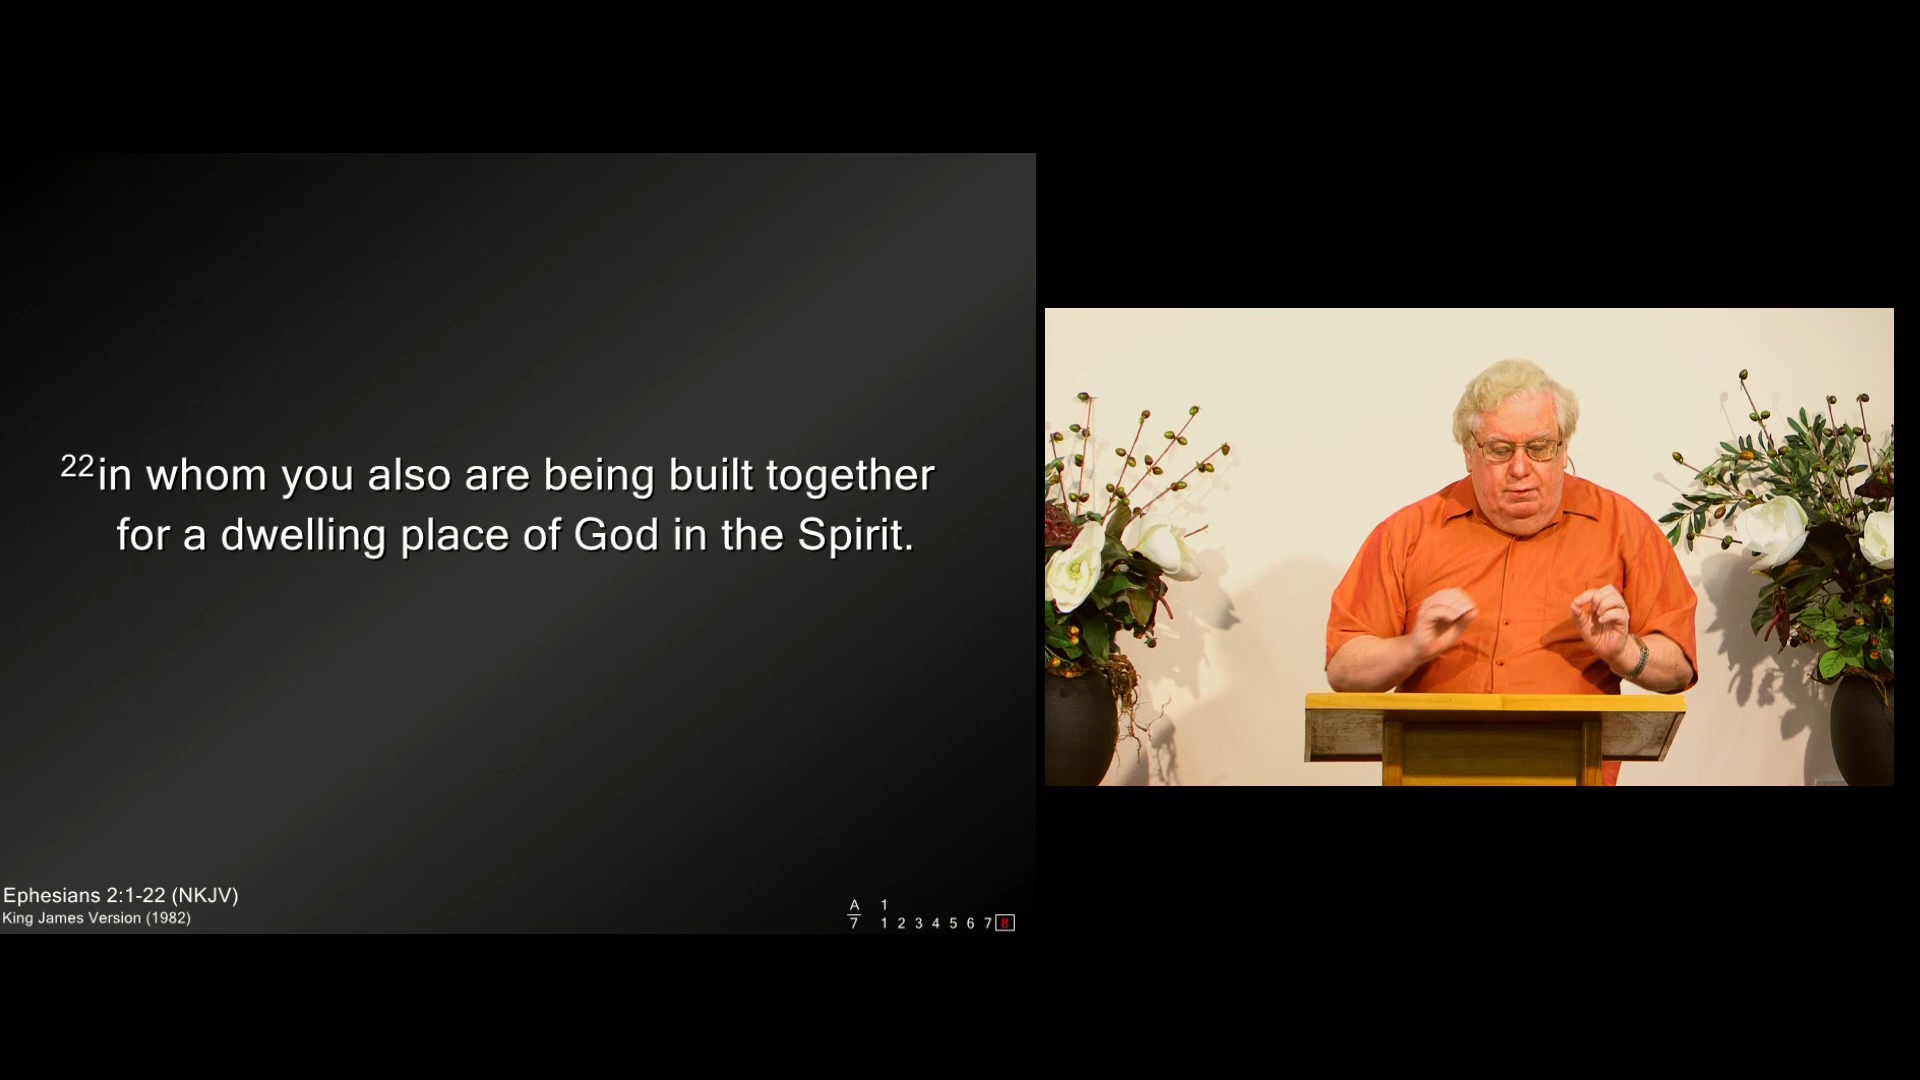 22in whom you also are being built together
for a dwelling place of God in the Spirit.
Ephesians 2:1-22 (NKJV)
King James Version (1982)
A 1
7 1 2 3 4 5 6 7 8